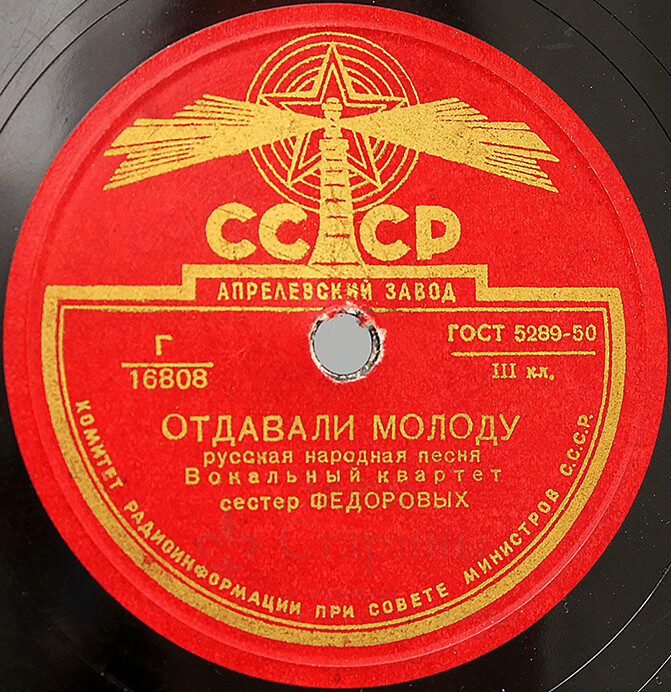 СССР
АПРЕЛЕВСКИЙ ЗАВОД
Г
16808
ГОСТ 5289-50
III кл.
ОТДАВАЛИ МОЛОДУ
русская народная песня
Вокальный квартет
сестер ФЕДОРОВЫХ
КОМИТЕТ РАДИОИНФОРМАЦИИ ПРИ СОВЕТЕ МИНИСТРОВ С.С.С.Р.